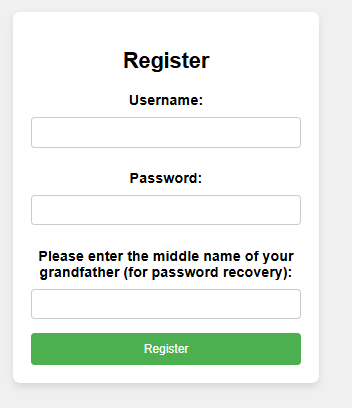 Register
Username:
Password:
Please enter the middle name of your
grandfather (for password recovery):
Register